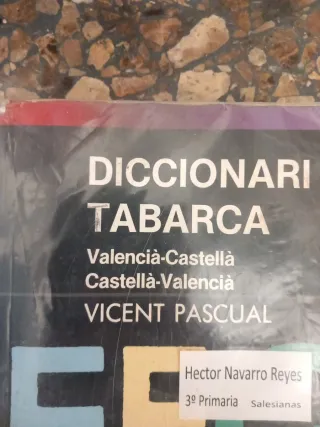 DICCIONARI
TABARCA
Valencià-Castellà
Castellà-Valencià
VICENT PASCUAL
Hector Navarro Reyes
3º Primaria Salesianas